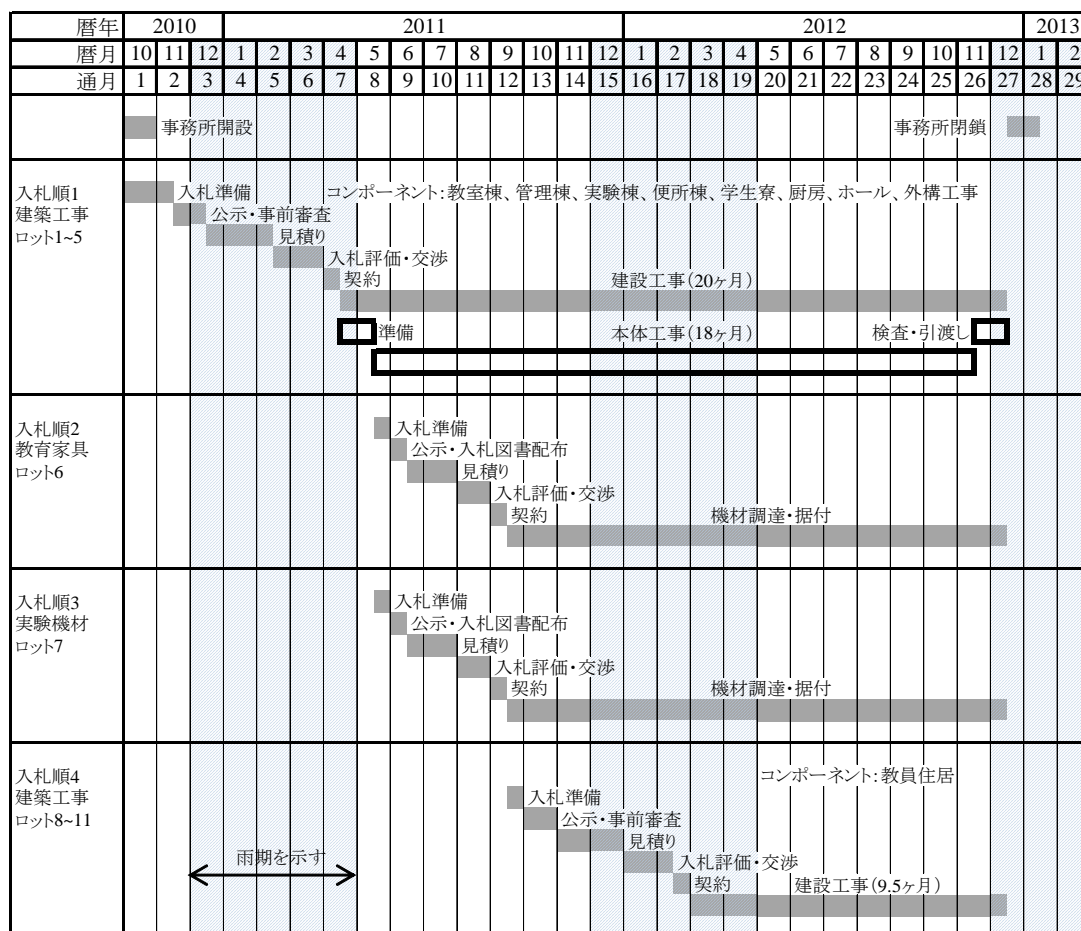 暦年 2010 2011 2012 2013
暦月 10 11 12 1 2 3 4 5 6 7 8 9 10 11 12 1 2 3 4 5 6 7 8 9 10 11 12 1 2
通月 1 2 3 4 5 6 7 8 9 10 11 12 13 14 15 16 17 18 19 20 21 22 23 24 25 26 27 28 29
事務所開設 事務所閉鎖
入札順1 入札準備 コンポーネント:教室棟、管理棟、実験棟、便所棟、学生寮、厨房、ホール、外構工事
建築工事 公示・事前審査
ロット1~5 見積り
入札評価・交渉
契約 建設工事(20ヶ月)
準備 本体工事(18ヶ月) 検査・引渡し
入札順2 入札準備
教育家具 公示・入札図書配布
ロット6 見積り
入札評価・交渉
契約 機材調達・据付
入札順3 入札準備
実験機材 公示・入札図書配布
ロット7 見積り
入札評価・交渉
契約 機材調達・据付
入札順4 コンポーネント:教員住居
建築工事 入札準備
ロット8~11 公示・事前審査
見積り
雨期を示す 入札評価・交渉
契約 建設工事(9.5ヶ月)